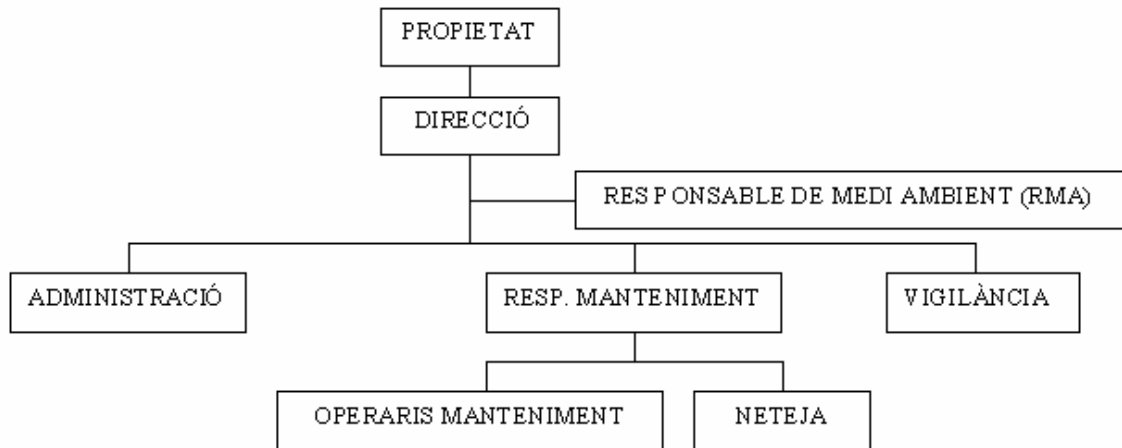 PROPIETAT
DIRECCIÓ
RESPONSABLE DE MEDI AMBIENT (RMA)
ADMINISTRACIÓ
RESP. MANTENIMENT
VIGILÀNCIA
OPERARIS MANTENIMENT
NETEJA